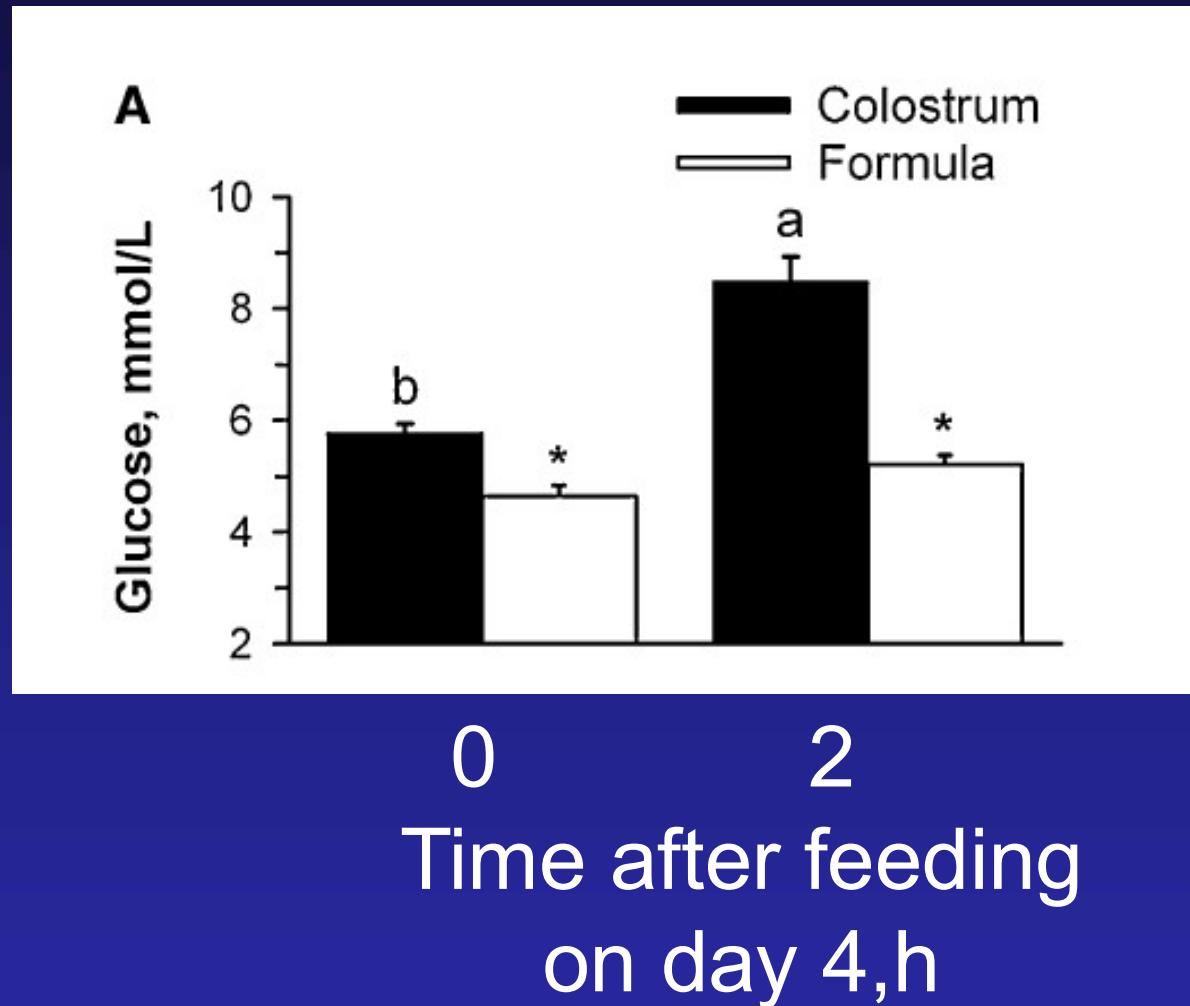 A
Colostrum
Formula
Glucose, mmol/L
10
8
6
4
2
b
*
a
*
0 2
Time after feeding
on day 4,h